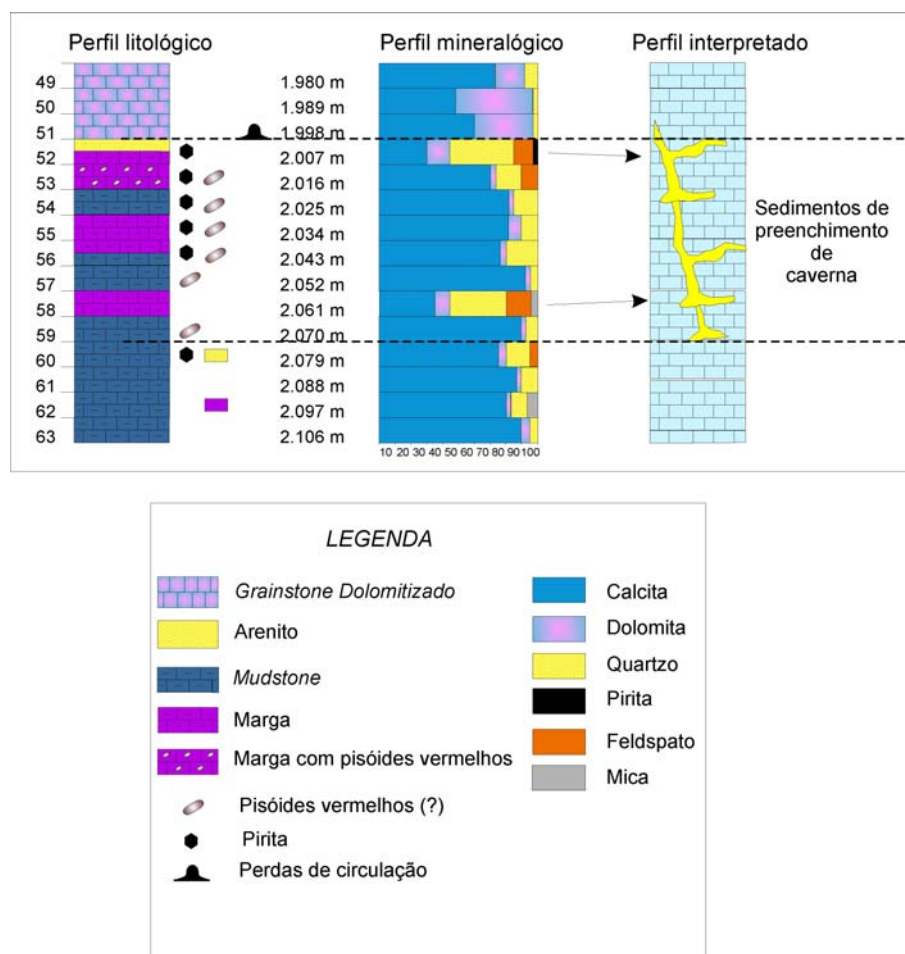 Perfil litológico
Perfil mineralógico
Perfil interpretado
49
1.980 m
50
1.989 m
51
1.998 m
52
2.007 m
53
2.016 m
54
2.025 m
55
2.034 m
56
2.043 m
57
2.052 m
58
2.061 m
59
2.070 m
60
2.079 m
61
2.088 m
62
2.097 m
63
2.106 m
Sedimentos de
preenchimento
de
caverna
10 20 30 40 50 60 70 80 90 100
LEGENDA
Grainstone Dolomitizado
Arenito
Mudstone
Marga
Marga com pisóides vermelhos
Pisóides vermelhos (?)
Pirita
Perdas de circulação
Calcita
Dolomita
Quartzo
Pirita
Feldspato
Mica